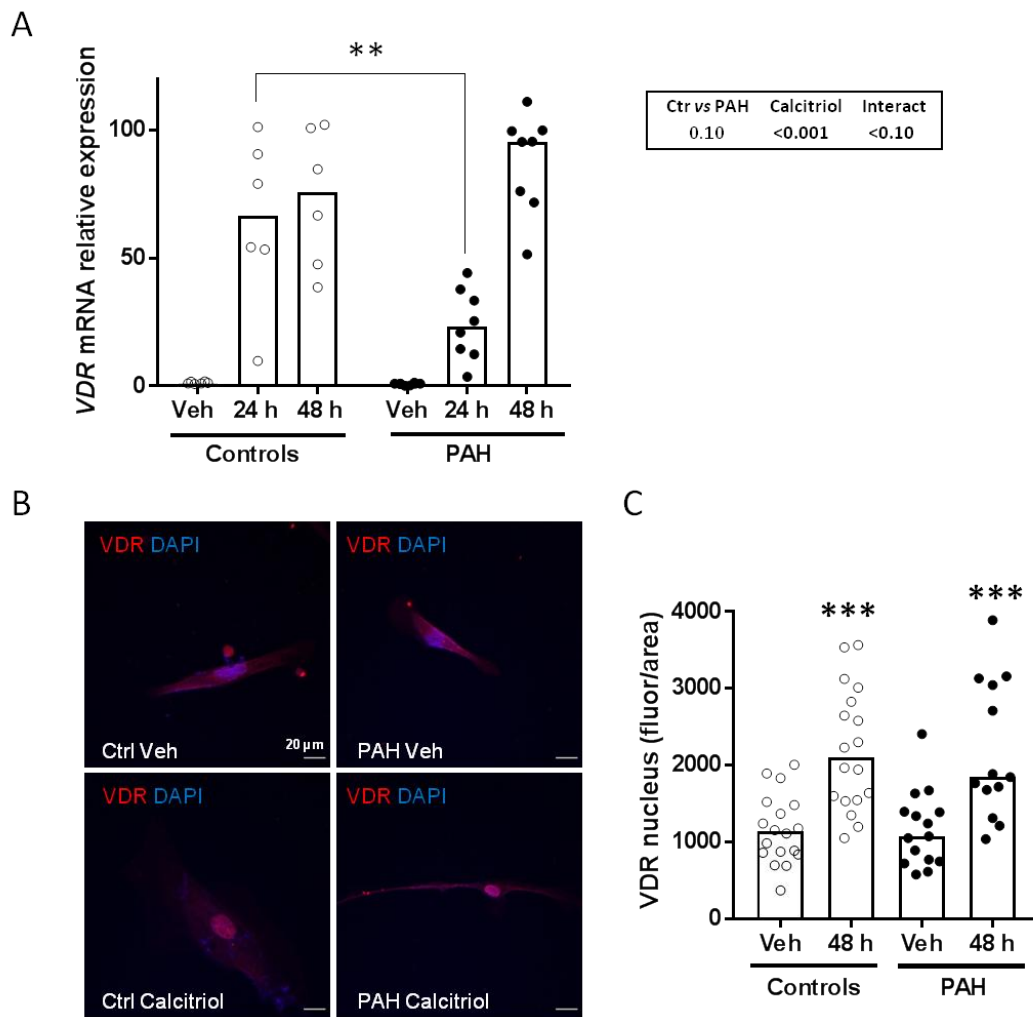 A
VDR mRNA relative expression
100
50
0
**
Veh 24 h 48 h Veh 24 h 48 h
Controls PAH
Ctr vs PAH Calcitriol Interact
0.10 <0.001 <0.10
B
VDR DAPI
Ctrl Veh
20 µm
VDR DAPI
PAH Veh
VDR DAPI
Ctrl Calcitriol
VDR DAPI
PAH Calcitriol
C
VDR nucleus (fluor/area)
4000
3000
2000
1000
0
*** ***
Veh 48 h Veh 48 h
Controls PAH